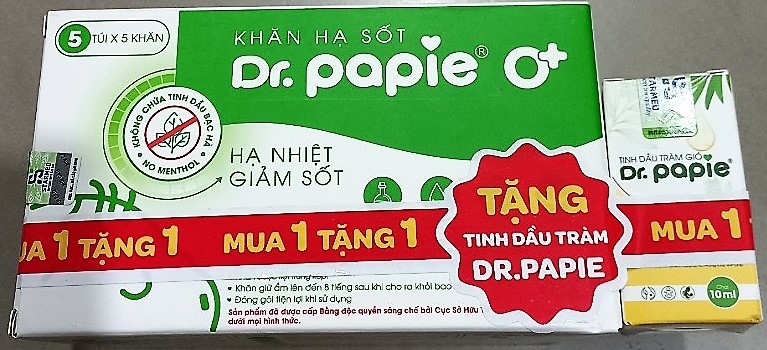 5 TÚI X 5 KHĂN
KHĂN HẠ SỐT
Dr. papie® 0+
KHÔNG CHỨA TINH DẦU BẠC HÀ
NO MENTHOL
HẠ NHIỆT
GIẢM SỐT
TINH DẦU TRÀM GIÓ
Dr. papie®
UA 1 TẶNG 1
MUA 1 TẶNG 1
TẶNG
TINH DẦU TRÀM
DR.PAPIE
MUA 1
Khăn giữ ẩm lên đến 8 tiếng sau khi cho ra khỏi bao
Đóng gói tiện lợi khi sử dụng
Sản phẩm đã được cấp Bằng độc quyền sáng chế bởi Cục Sở Hữu
dưới mọi hình thức.
Chai
10ml